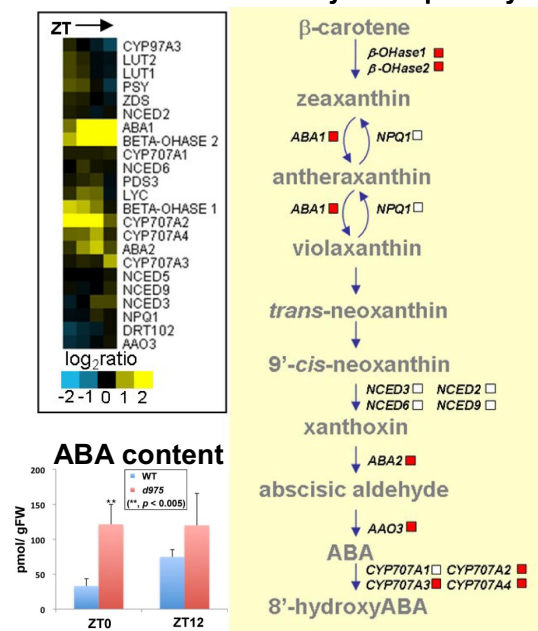 ZT
CYP97A3
LUT2
LUT1
PSY
ZDS
NCED2
ABA1
BETA-OHASE 2
CYP707A1
NCED6
PDS3
LYC
BETA-OHASE 1
CYP707A2
CYP707A4
ABA2
CYP707A3
NCED5
NCED9
NCED3
NPQ1
DRT102
AAO3
log2ratio
-2 -1 0 1 2
ABA content
200
150
100
50
0
pmol/ gFW
WT
d975
(**, p < 0.005)
**
ZT0 ZT12
β-carotene
β-OHase1
β-OHase2
zeaxanthin
ABA1 NPQ1
antheraxanthin
ABA1 NPQ1
violaxanthin
trans-neoxanthin
9'-cis-neoxanthin
NCED3 NCED2
NCED6 NCED9
xanthoxin
ABA2
abscisic aldehyde
AAO3
ABA
CYP707A1 CYP707A2
CYP707A3 CYP707A4
8'-hydroxyABA